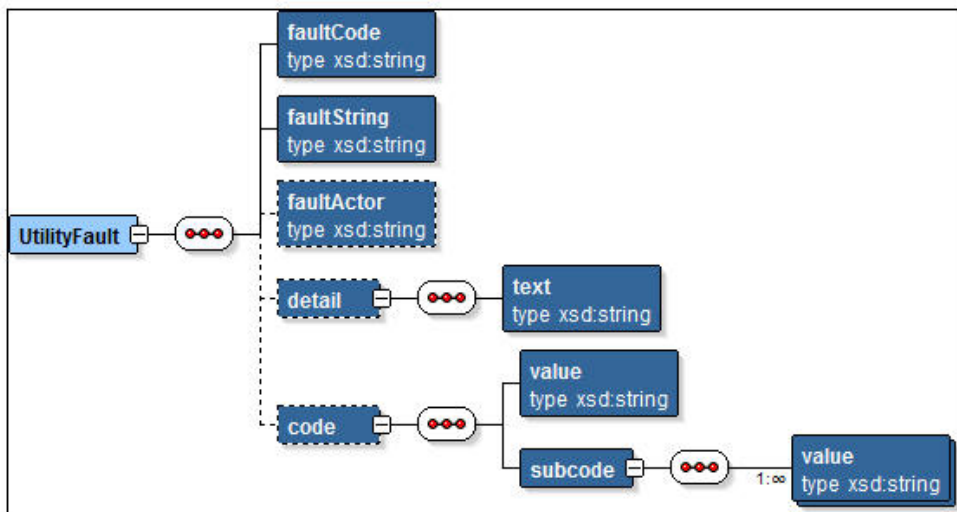 faultCode
type xsd:string
faultString
type xsd:string
faultActor
type xsd:string
UtilityFault
detail
text
type xsd:string
value
type xsd:string
code
subcode
1:∞
value
type xsd:string